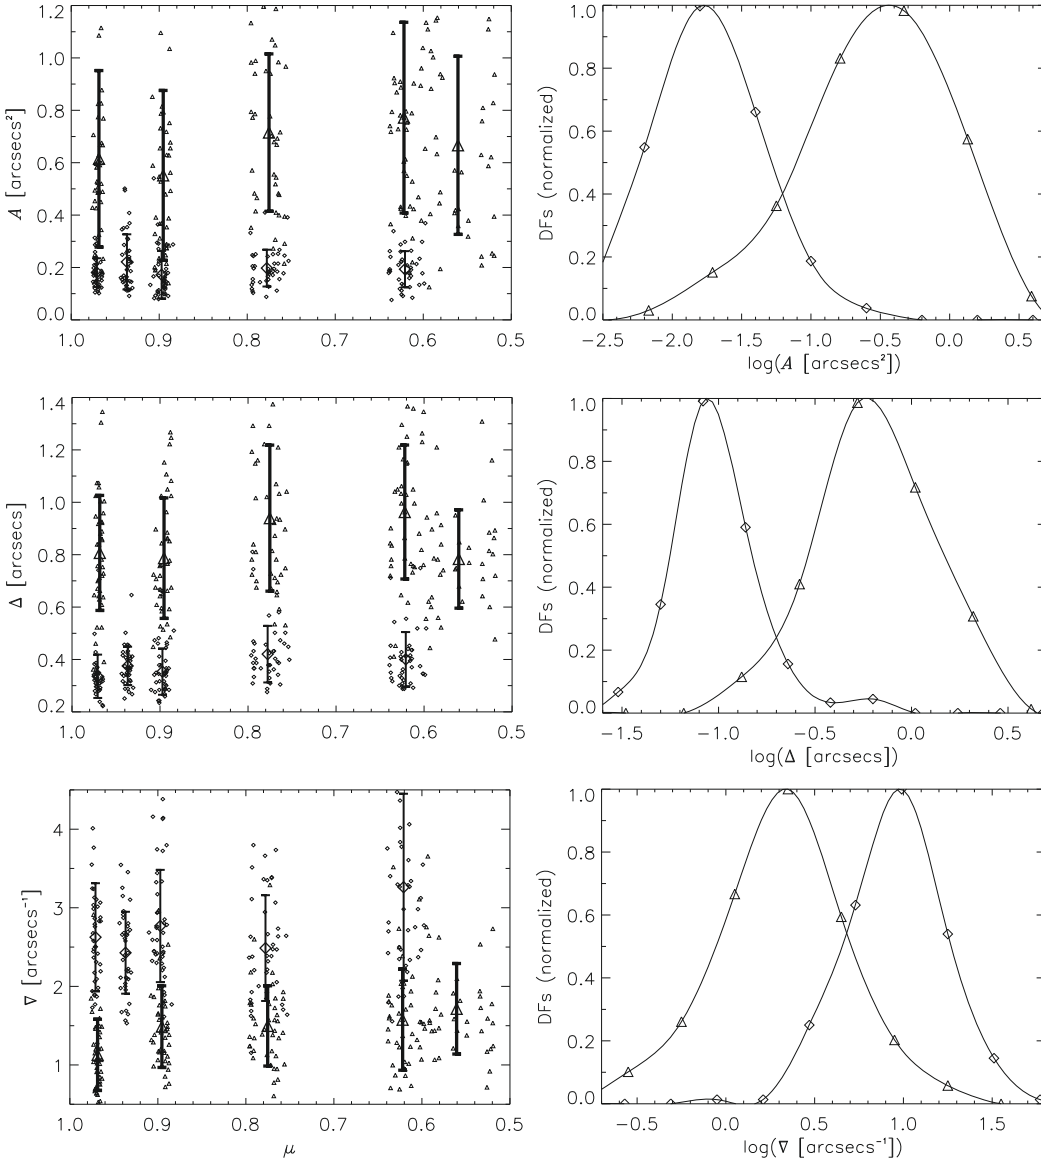 1.2
1.0
0.8
0.6
0.4
0.2
0.0
A [arcsecs²]
1.0 0.9 0.8 0.7 0.6 0.5
1.0
0.8
0.6
0.4
0.2
0.0
DFs (normalized)
−2.5 −2.0 −1.5 −1.0 −0.5 0.0 0.5
log(A [arcsecs²])
1.4
1.2
1.0
0.8
0.6
0.4
0.2
Δ [arcsecs]
1.0 0.9 0.8 0.7 0.6 0.5
1.0
0.8
0.6
0.4
0.2
0.0
DFs (normalized)
−1.5 −1.0 −0.5 0.0 0.5
log(Δ [arcsecs])
4
3
2
1
∇ [arcsecs⁻¹]
1.0 0.9 0.8 0.7 0.6 0.5
μ
1.0
0.8
0.6
0.4
0.2
0.0
DFs (normalized)
−0.5 0.0 0.5 1.0 1.5
log(∇ [arcsecs⁻¹])